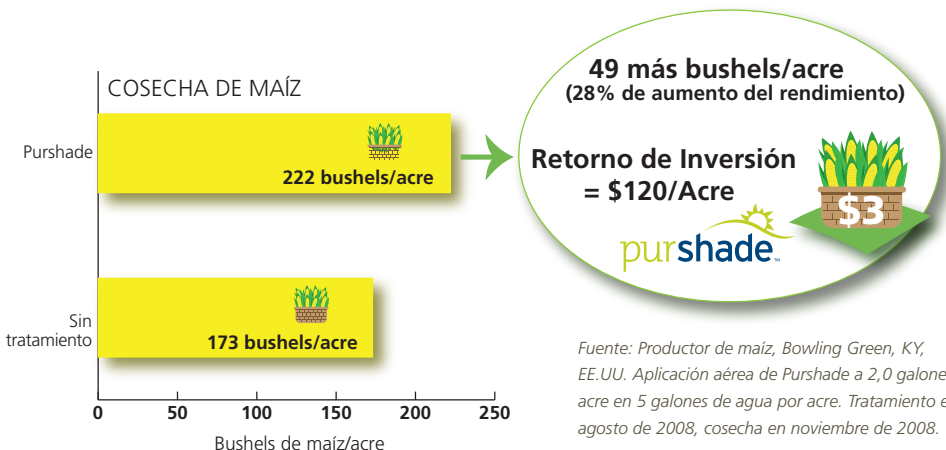 COSECHA DE MAÍZ
Purshade
222 bushels/acre
Sin
tratamiento
173 bushels/acre
0 50 100 150 200 250
Bushels de maíz/acre
49 más bushels/acre
(28% de aumento del rendimiento)
Retorno de Inversión
= $120/Acre
$3
purshade™
Fuente: Productor de maíz, Bowling Green, KY,
EE.UU. Aplicación aérea de Purshade a 2,0 galone
acre en 5 galones de agua por acre. Tratamiento e
agosto de 2008, cosecha en noviembre de 2008.